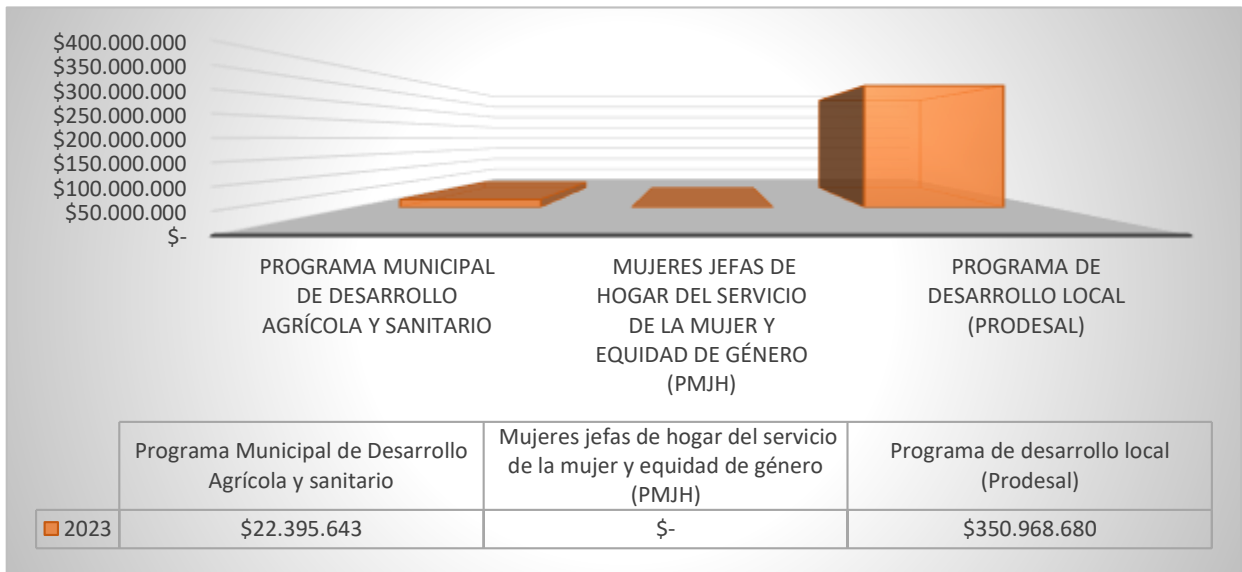 $400.000.000
$350.000.000
$300.000.000
$250.000.000
$200.000.000
$150.000.000
$100.000.000
$50.000.000
$-
PROGRAMA MUNICIPAL
DE DESARROLLO
AGRÍCOLA Y SANITARIO
MUJERES JEFAS DE
HOGAR DEL SERVICIO
DE LA MUJER Y
EQUIDAD DE GÉNERO
(PMJH)
PROGRAMA DE
DESARROLLO LOCAL
(PRODESAL)
Programa Municipal de Desarrollo
Agrícola y sanitario
Mujeres jefas de hogar del servicio
de la mujer y equidad de género
(PMJH)
Programa de desarrollo local
(Prodesal)
2023
$22.395.643
$-
$350.968.680